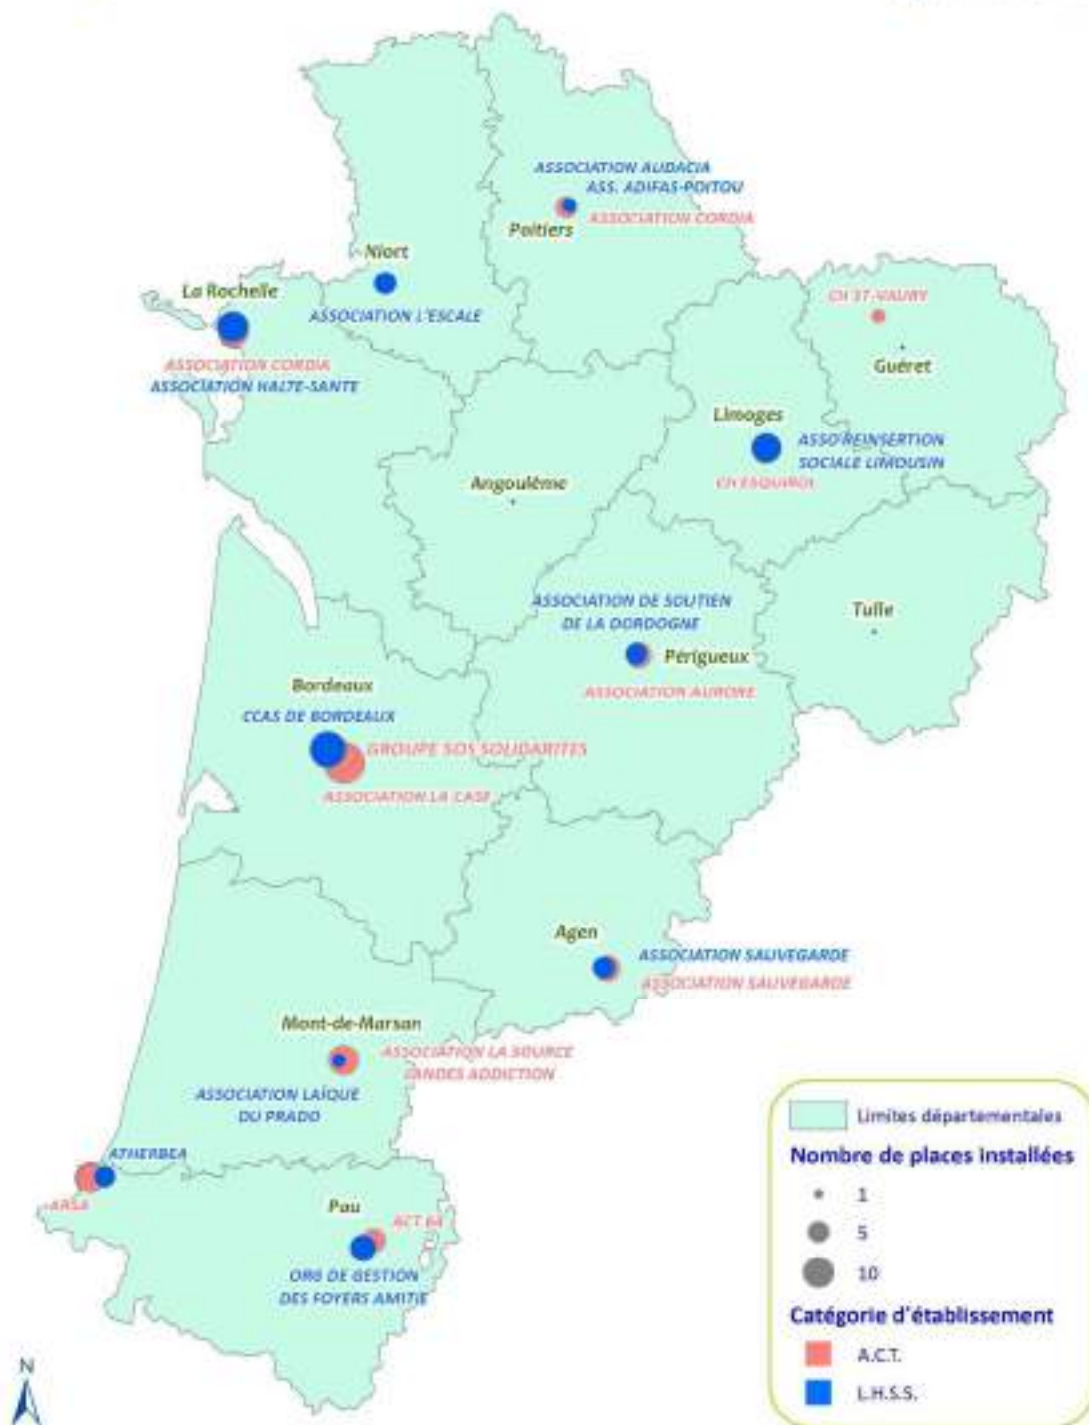 ASSOCIATION AUDACIA
ASS. ADIFAS-POITOU
ASSOCIATION CORDIA
Poitiers
Niort
ASSOCIATION L'ESCALE
La Rochelle
ASSOCIATION CORDIA
ASSOCIATION HALTE-SANTE
CH ST-VAURY
Guéret
Limoges
ASSO REINSERTION
SOCIALE LIMOUSIN
CH ESQUIROL
Angoulême
ASSOCIATION DE SOUTIEN
DE LA DORDOGNE
Périgueux
ASSOCIATION AURORE
Tulle
Bordeaux
CCAS DE BORDEAUX
GROUPE SOS SOLIDARITES
ASSOCIATION LA CASE
Agen
ASSOCIATION SAUVEGARDE
ASSOCIATION SAUVEGARDE
Mont-de-Marsan
ASSOCIATION LA SOURCE
LANDES ADDICTION
ASSOCIATION LAÏQUE
DU PRADO
ATHERBEA
ARSA
Pau
ACT 64
ORG DE GESTION
DES FOYERS AMITIE
Limites départementales
Nombre de places installées
1
5
10
Catégorie d'établissement
A.C.T.
L.H.S.S.
N